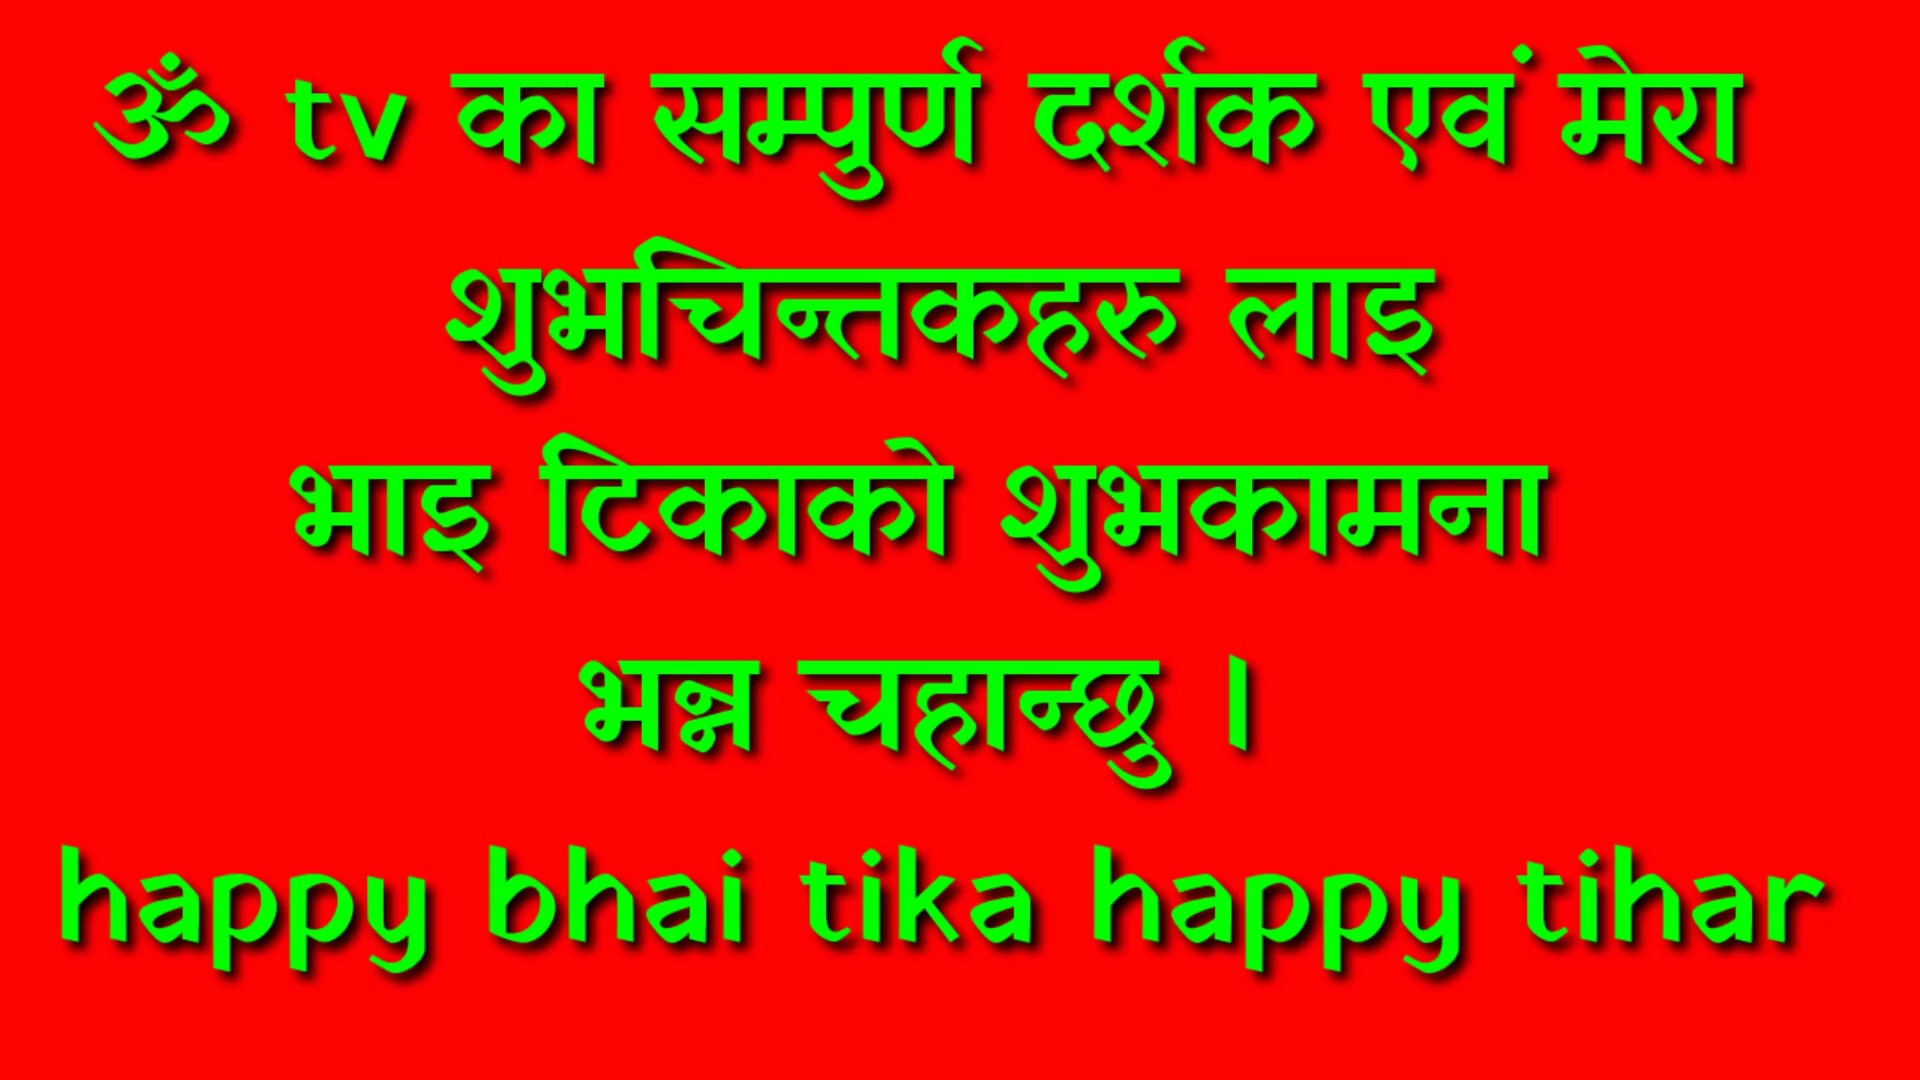 ॐ tv का सम्पुर्ण दर्शक एवं मेरा
शुभचिन्तकहरु लाइ
भाइ टिकाको शुभकामना
भन्न चहान्छु ।
happy bhai tika happy tihar